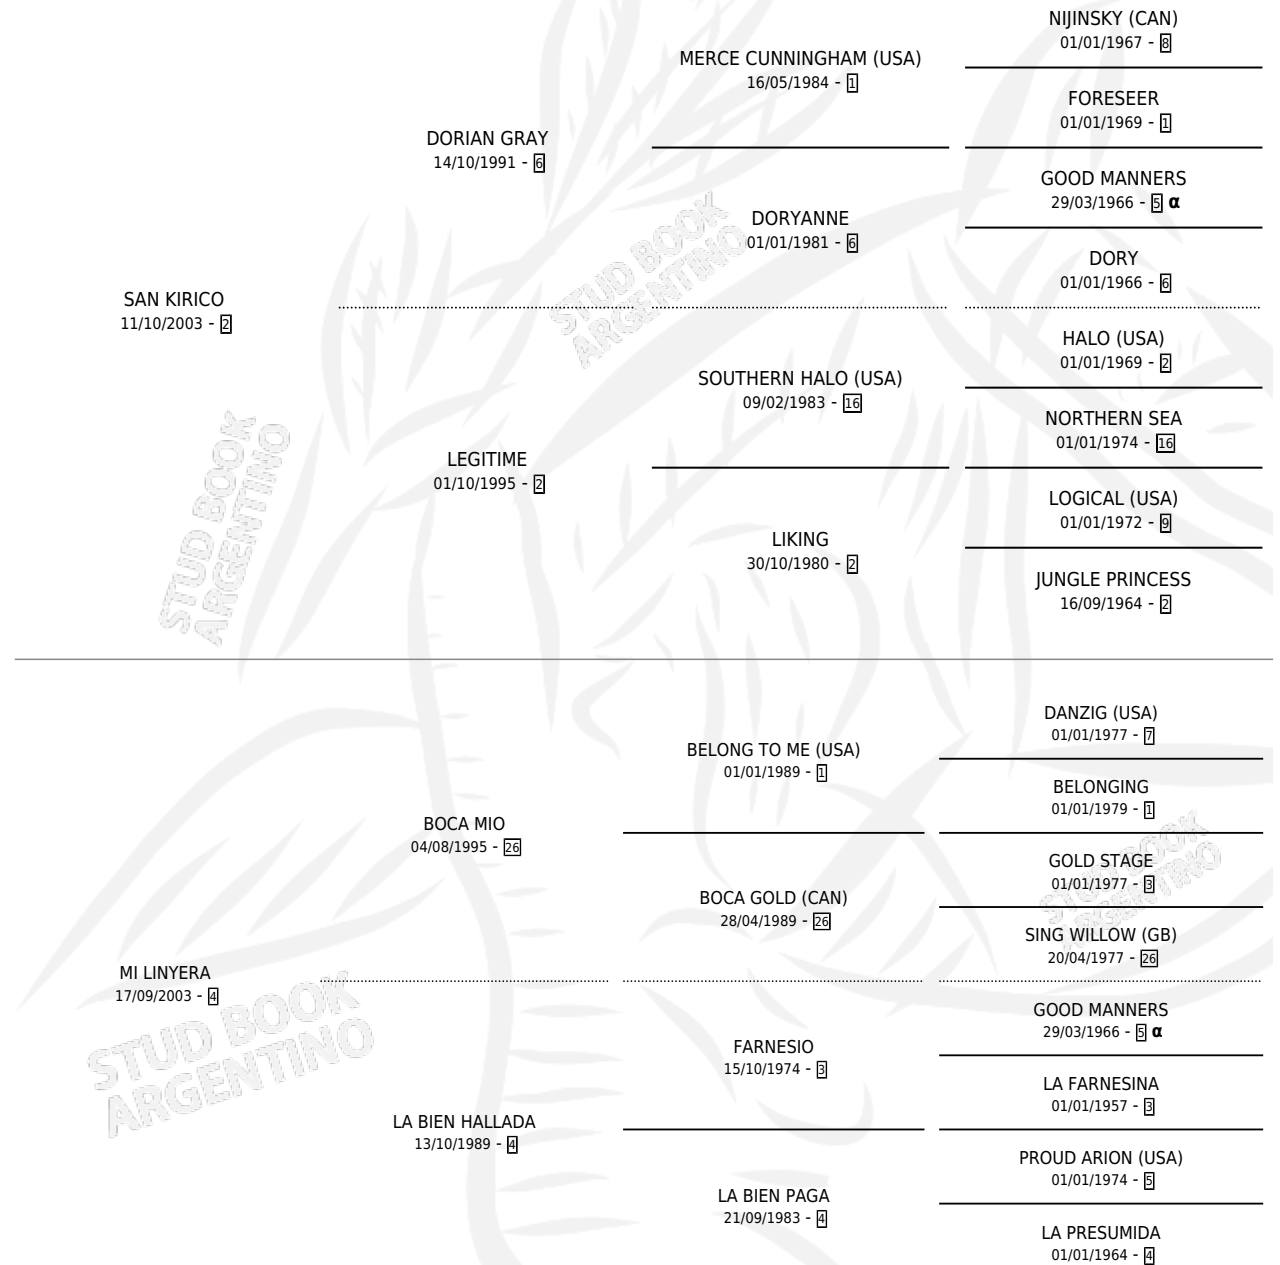 NIJINSKY (CAN)
01/01/1967 - 8
MERCE CUNNINGHAM (USA)
16/05/1984 - 1
FORESEER
01/01/1969 - 1
DORIAN GRAY
14/10/1991 - 6
GOOD MANNERS
29/03/1966 - 5 α
DORYANNE
01/01/1981 - 6
DORY
01/01/1966 - 6
SAN KIRICO
11/10/2003 - 2
HALO (USA)
01/01/1969 - 2
SOUTHERN HALO (USA)
09/02/1983 - 16
NORTHERN SEA
01/01/1974 - 16
LEGITIME
01/10/1995 - 2
LOGICAL (USA)
01/01/1972 - 9
LIKING
30/10/1980 - 2
JUNGLE PRINCESS
16/09/1964 - 2
DANZIG (USA)
01/01/1977 - 7
BELONG TO ME (USA)
01/01/1989 - 1
BELONGING
01/01/1979 - 1
BOCA MIO
04/08/1995 - 26
GOLD STAGE
01/01/1977 - 3
BOCA GOLD (CAN)
28/04/1989 - 26
SING WILLOW (GB)
20/04/1977 - 26
MI LINYERA
17/09/2003 - 4
GOOD MANNERS
29/03/1966 - 5 α
FARNESIO
15/10/1974 - 3
LA FARNESINA
01/01/1957 - 3
LA BIEN HALLADA
13/10/1989 - 4
PROUD ARION (USA)
01/01/1974 - 5
LA BIEN PAGA
21/09/1983 - 4
LA PRESUMIDA
01/01/1964 - 4
STUD BOOK
ARGENTINO
STUD BOOK
ARGENTINO
STUD BOOK
ARGENTINO
STUD BOOK
ARGENTINO